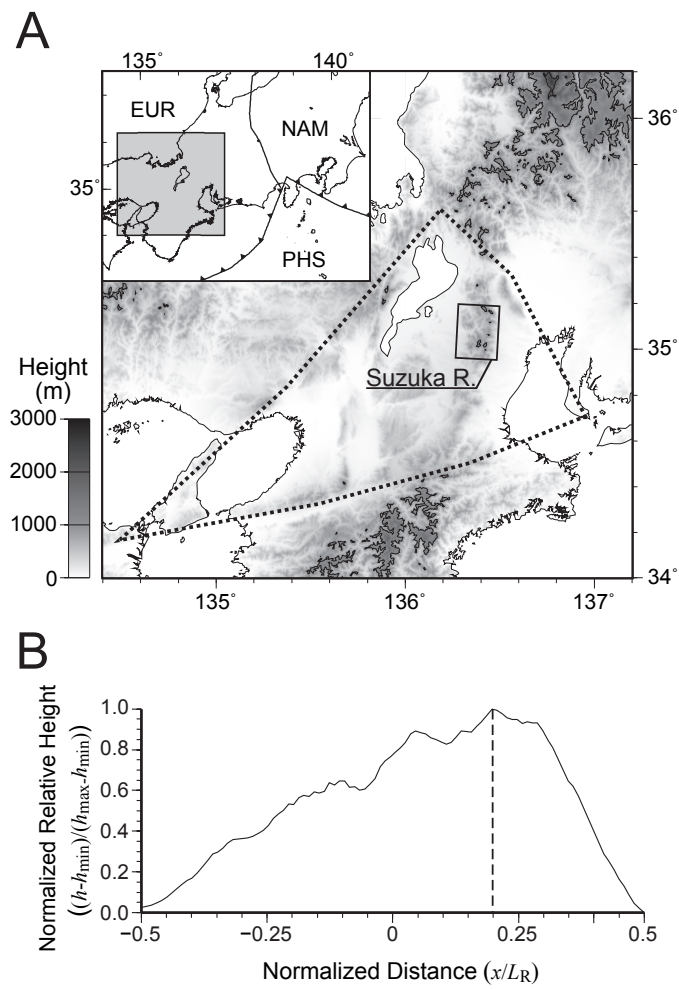 A
135°
140°
EUR
NAM
35°
PHS
36°
35°
34°
Suzuka R.
Height
(m)
3000
2000
1000
0
135°
136°
137°
B
Normalized Relative Height
((h-hmin)/(hmax-hmin))
1.0
0.8
0.6
0.4
0.2
0.0
−0.5
−0.25
0
0.25
0.5
Normalized Distance (x/LR)